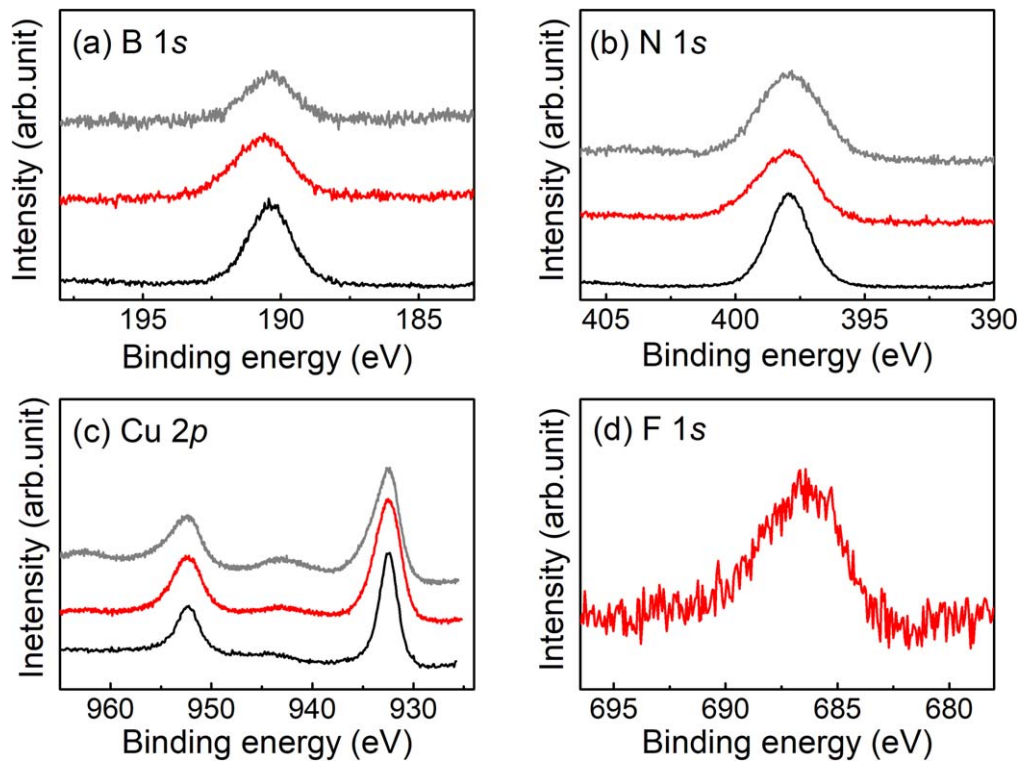 (a) B 1s
Intensity (arb.unit)
195 190 185
Binding energy (eV)
(b) N 1s
Intensity (arb.unit)
405 400 395 390
Binding energy (eV)
(c) Cu 2p
Inetensity (arb.unit)
960 950 940 930
Binding energy (eV)
(d) F 1s
Intensity (arb.unit)
695 690 685 680
Binding energy (eV)